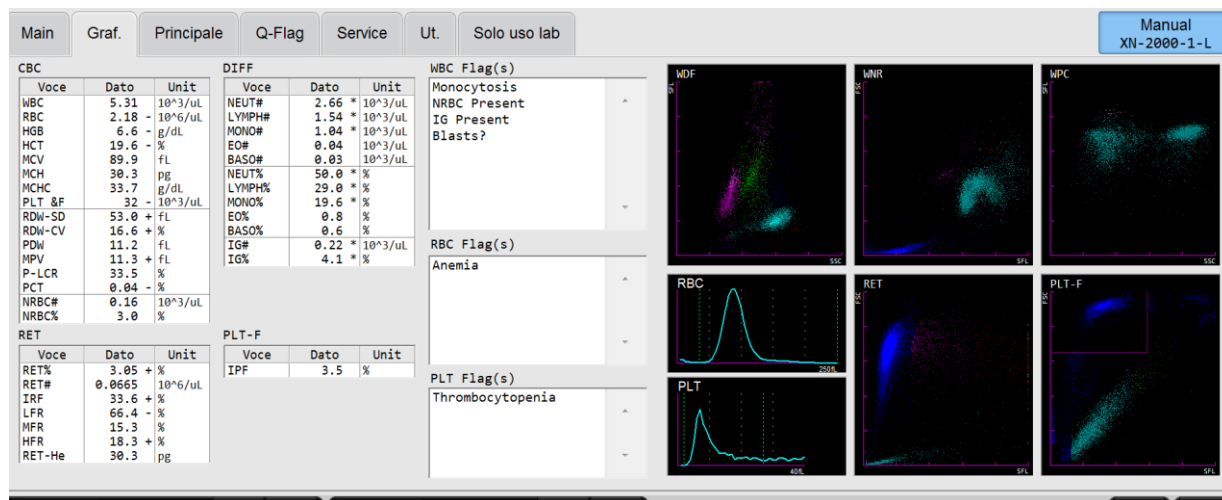 Main Graf. Principale Q-Flag Service Ut. Solo uso lab
Manual
XN-2000-1-L
CBC
Voce Dato Unit
WBC 5.31 10^3/uL
RBC 2.18 - 10^6/uL
HGB 6.6 - g/dL
HCT 19.6 - %
MCV 89.9 fL
MCH 30.3 pg
MCHC 33.7 g/dL
PLT &F 32 - 10^3/uL
RDW-SD 53.0 + fL
RDW-CV 16.6 + %
PDW 11.2 fL
MPV 11.3 + fL
P-LCR 33.5 %
PCT 0.04 - %
NRBC# 0.16 10^3/uL
NRBC% 3.0 %
DIFF
Voce Dato Unit
NEUT# 2.66 * 10^3/uL
LYMPH# 1.54 * 10^3/uL
MONO# 1.04 * 10^3/uL
EO# 0.04 10^3/uL
BASO# 0.03 10^3/uL
NEUT% 50.0 * %
LYMPH% 29.0 * %
MONO% 19.6 * %
EO% 0.8 %
BASO% 0.6 %
IG# 0.22 * 10^3/uL
IG% 4.1 * %
RET
Voce Dato Unit
RET% 3.05 + %
RET# 0.0665 10^6/uL
IRF 33.6 + %
LFR 66.4 - %
MFR 15.3 %
HFR 18.3 + %
RET-He 30.3 pg
PLT-F
Voce Dato Unit
IPF 3.5 %
WBC Flag(s)
Monocytosis
NRBC Present
IG Present
Blasts?
RBC Flag(s)
Anemia
PLT Flag(s)
Thrombocytopenia
WDF
SFL
SSC
WNR
FSC
SFL
WPC
SFL
SSC
RBC
250fL
PLT
40fL
RET
FSC
SFL
PLT-F
FSC
SFL